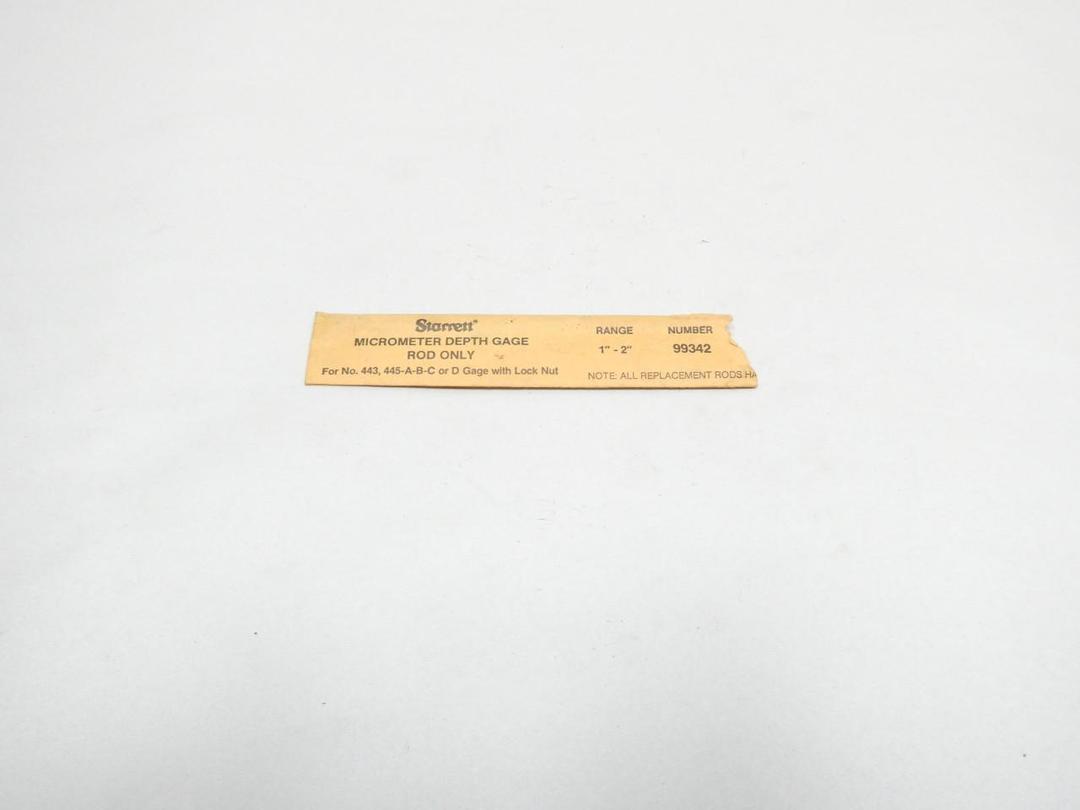 Starrett®
MICROMETER DEPTH GAGE
ROD ONLY
For No. 443, 445-A-B-C or D Gage with Lock Nut
RANGE
1" - 2"
NUMBER
99342
NOTE: ALL REPLACEMENT RODS HA